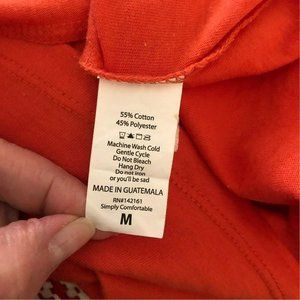 55% Cotton
45% Polyester
Machine Wash Cold
Gentle Cycle
Do Not Bleach
Hang Dry
Do not iron
or you'll be sad
MADE IN GUATEMALA
RN#142161
Simply Comfortable
M